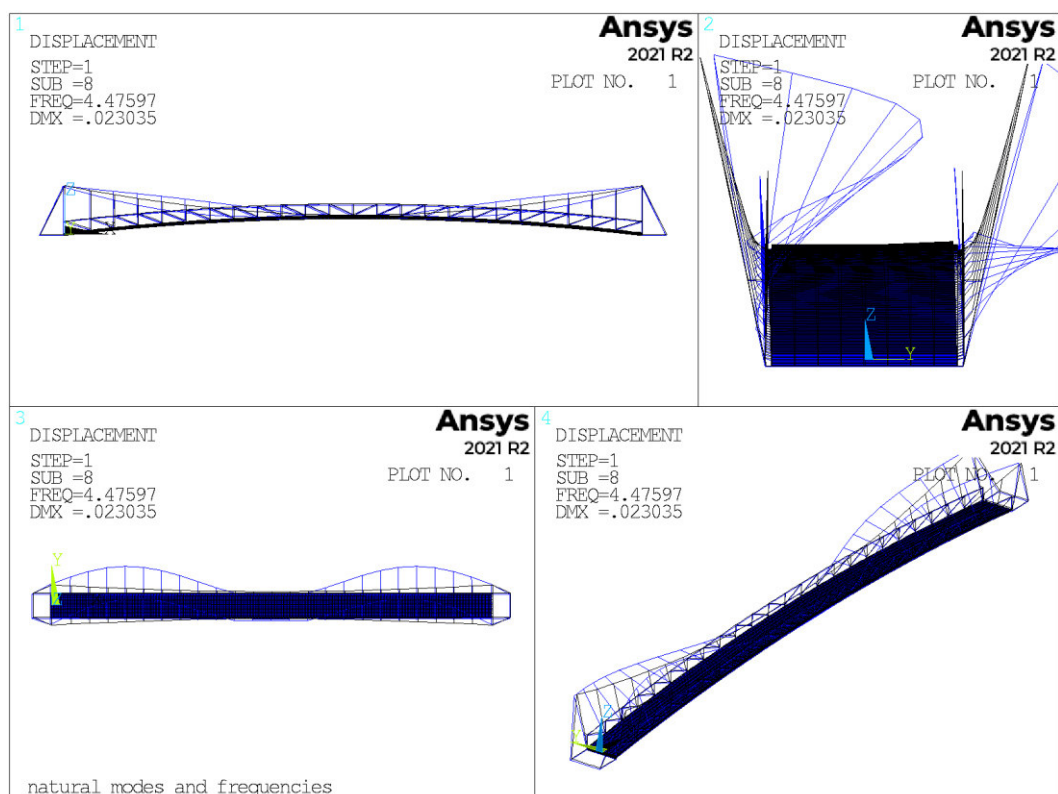 1
DISPLACEMENT
STEP=1
SUB =8
FREQ=4.47597
DMX =.023035
Ansys
2021 R2
PLOT NO. 1
Z
X
2
DISPLACEMENT
STEP=1
SUB =8
FREQ=4.47597
DMX =.023035
Ansys
2021 R2
PLOT NO. 1
Z
Y
3
DISPLACEMENT
STEP=1
SUB =8
FREQ=4.47597
DMX =.023035
Ansys
2021 R2
PLOT NO. 1
Y
X
natural modes and frequencies
4
DISPLACEMENT
STEP=1
SUB =8
FREQ=4.47597
DMX =.023035
Ansys
2021 R2
PLOT NO. 1
Z
Y